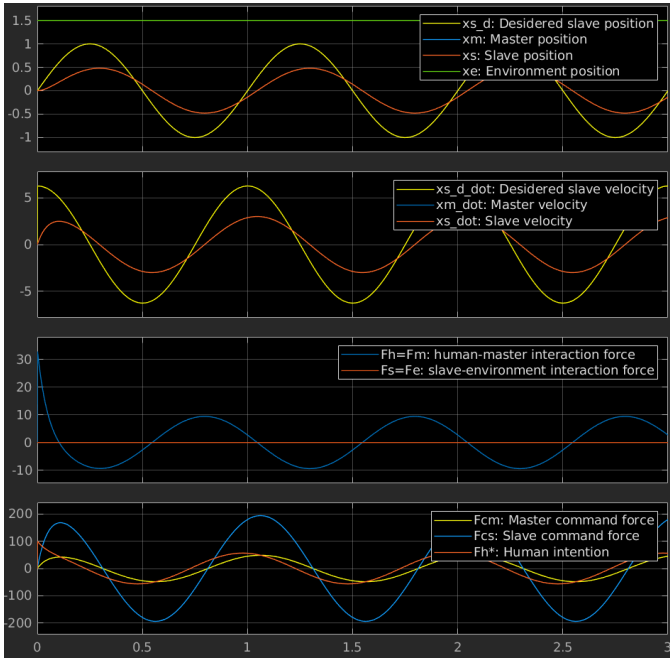 1.5
1
0.5
0
-0.5
-1
xs_d: Desidered slave position
xm: Master position
xs: Slave position
xe: Environment position
5
0
-5
xs_d_dot: Desidered slave velocity
xm_dot: Master velocity
xs_dot: Slave velocity
30
20
10
0
-10
Fh=Fm: human-master interaction force
Fs=Fe: slave-environment interaction force
200
100
0
-100
-200
Fcm: Master command force
Fcs: Slave command force
Fh*: Human intention
0 0.5 1 1.5 2 2.5 3